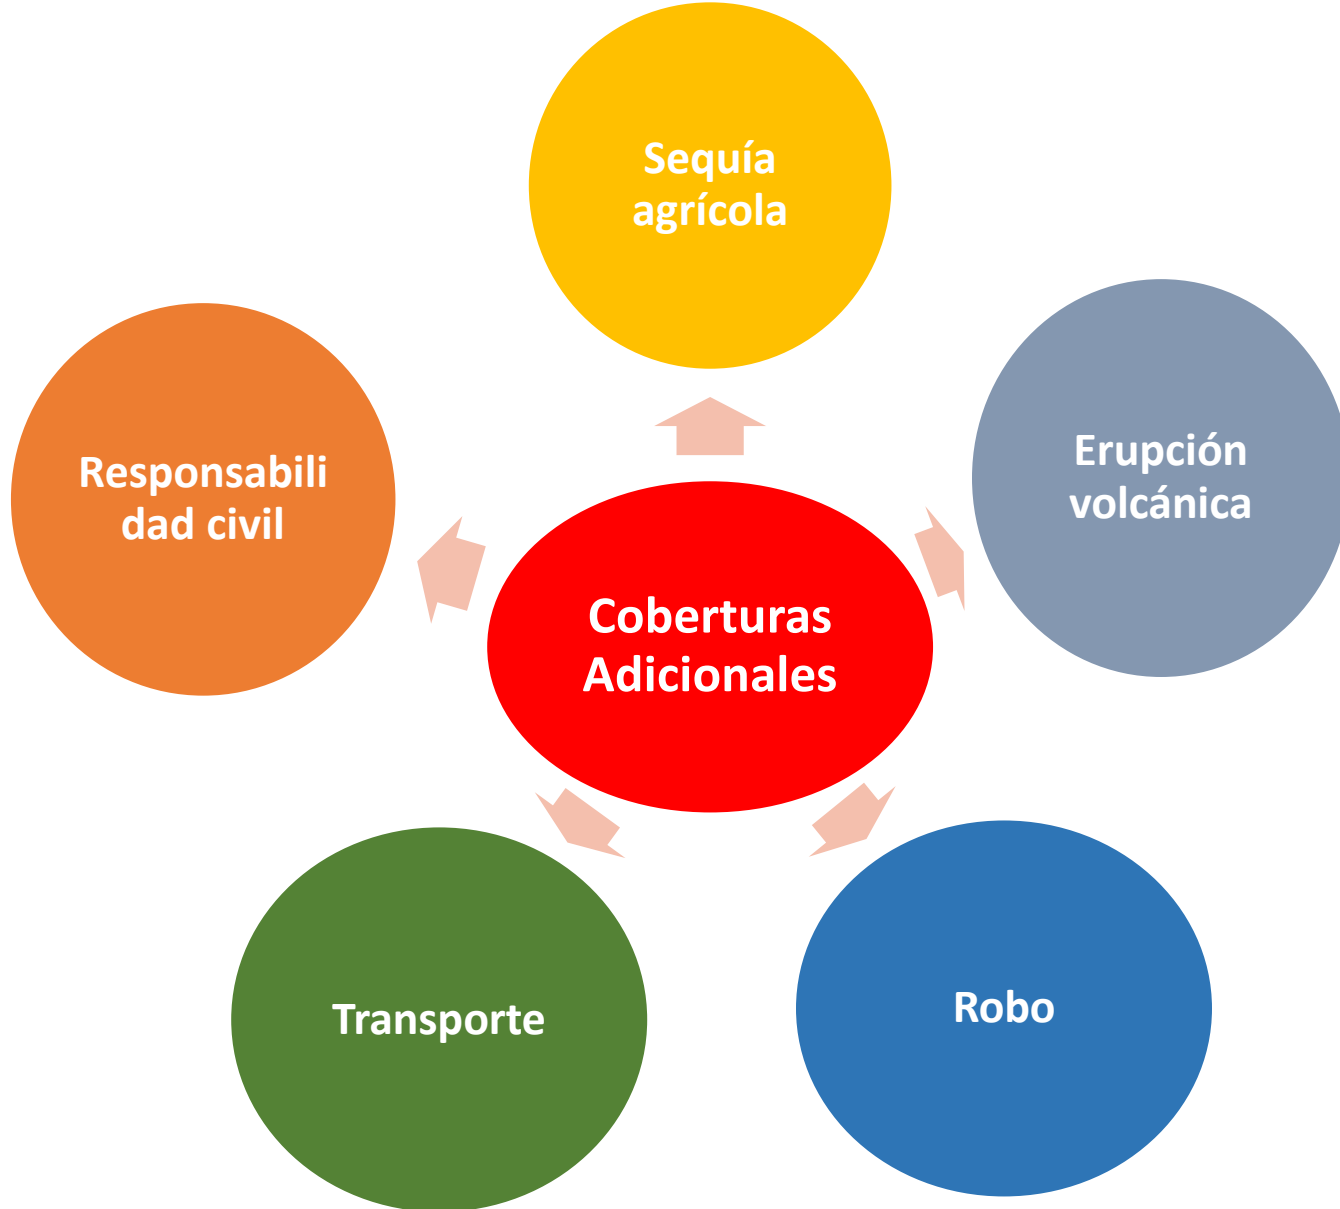 Sequía
agrícola
Erupción
volcánica
Responsabili
dad civil
Coberturas
Adicionales
Robo
Transporte